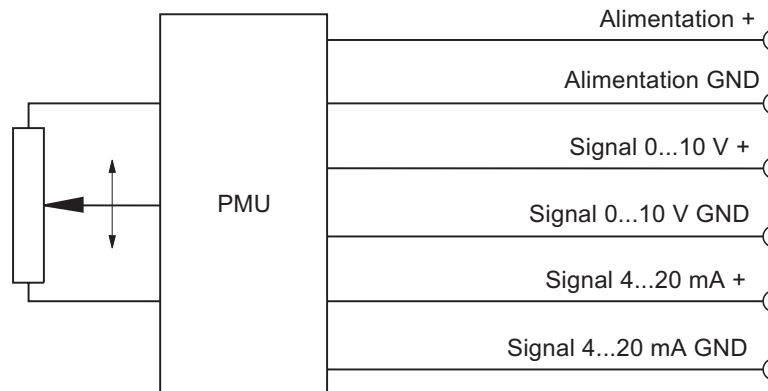 Alimentation +
Alimentation GND
Signal 0...10 V +
PMU
Signal 0...10 V GND
Signal 4...20 mA +
Signal 4...20 mA GND